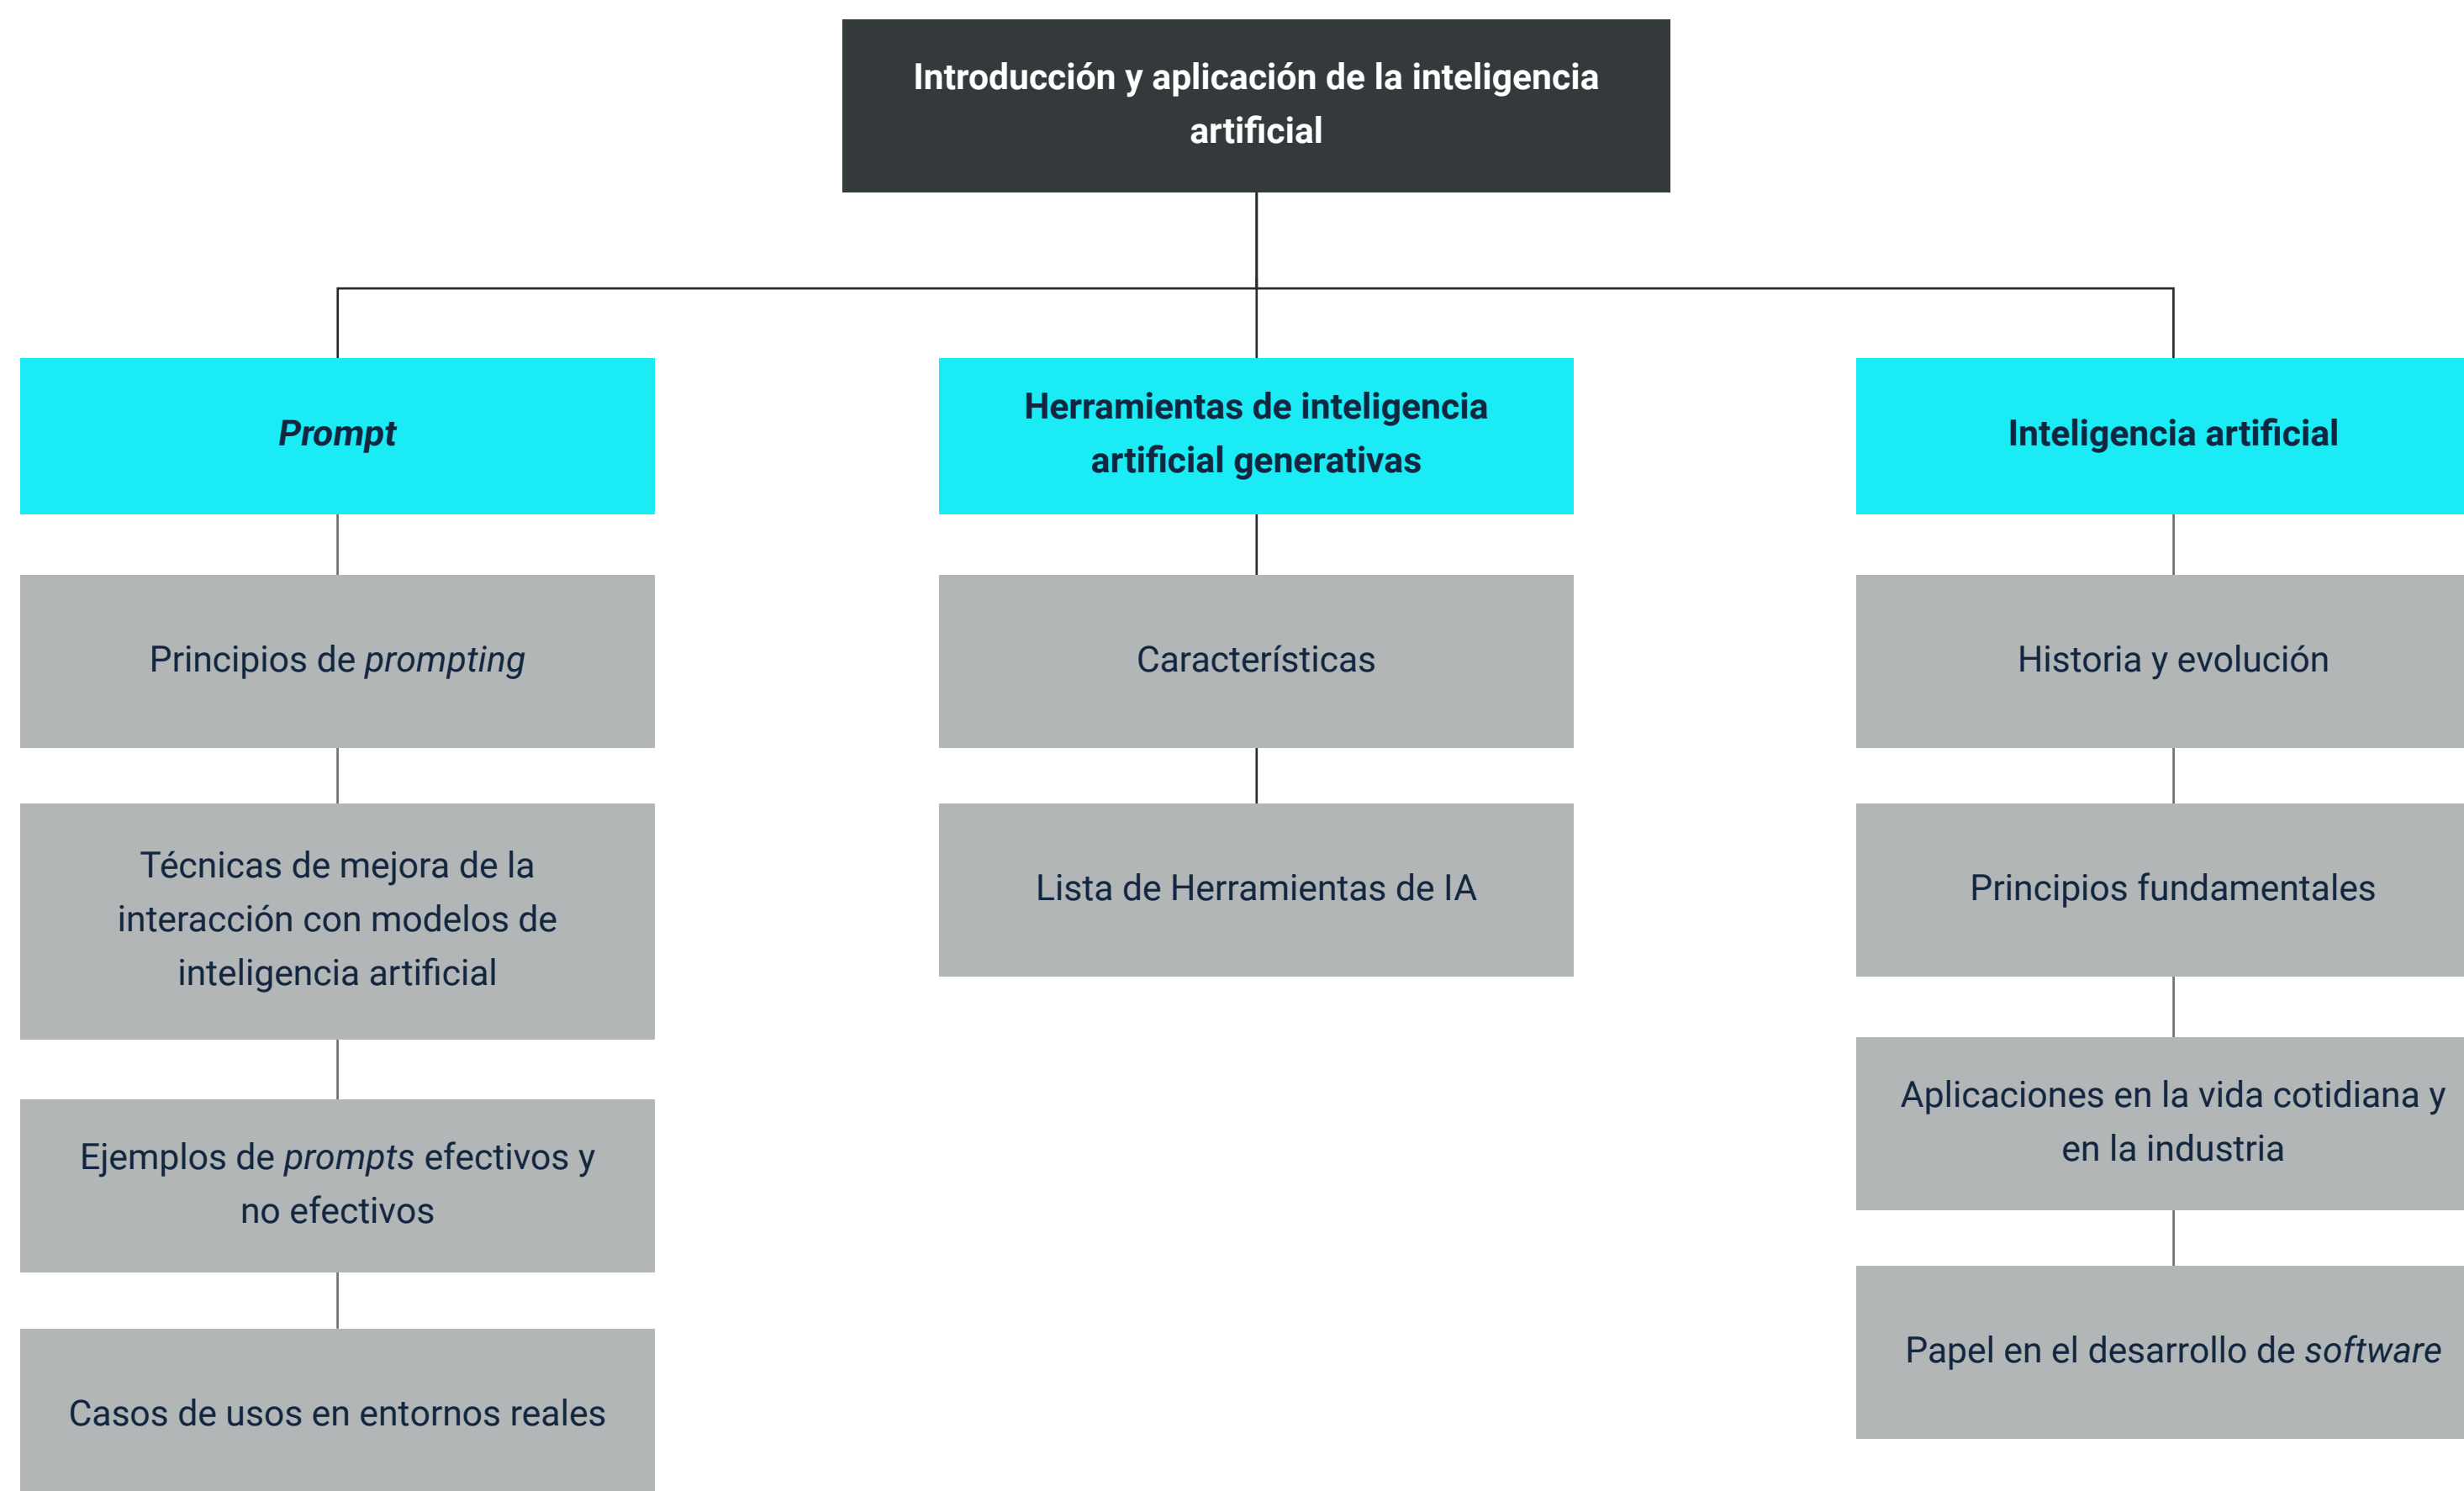 Introducción y aplicación de la inteligencia
artificial
Prompt
Principios de prompting
Técnicas de mejora de la
interacción con modelos de
inteligencia artificial
Ejemplos de prompts efectivos y
no efectivos
Casos de usos en entornos reales
Herramientas de inteligencia
artificial generativas
Características
Lista de Herramientas de IA
Inteligencia artificial
Historia y evolución
Principios fundamentales
Aplicaciones en la vida cotidiana y
en la industria
Papel en el desarrollo de software